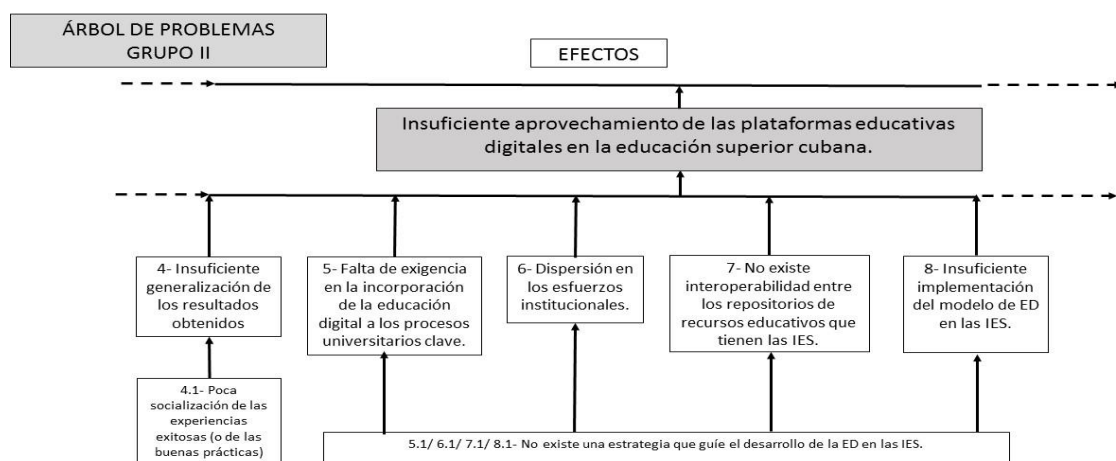 ÁRBOL DE PROBLEMAS
GRUPO II
EFECTOS
Insuficiente aprovechamiento de las plataformas educativas
digitales en la educación superior cubana.
4- Insuficiente
generalización de
los resultados
obtenidos
5- Falta de exigencia
en la incorporación
de la educación
digital a los procesos
universitarios clave.
6- Dispersión en
los esfuerzos
institucionales.
7- No existe
interoperabilidad entre
los repositorios de
recursos educativos que
tienen las IES.
8- Insuficiente
implementación
del modelo de ED
en las IES.
4.1- Poca
socialización de las
experiencias
exitosas (o de las
buenas prácticas)
5.1/ 6.1/ 7.1/ 8.1- No existe una estrategia que guíe el desarrollo de la ED en las IES.